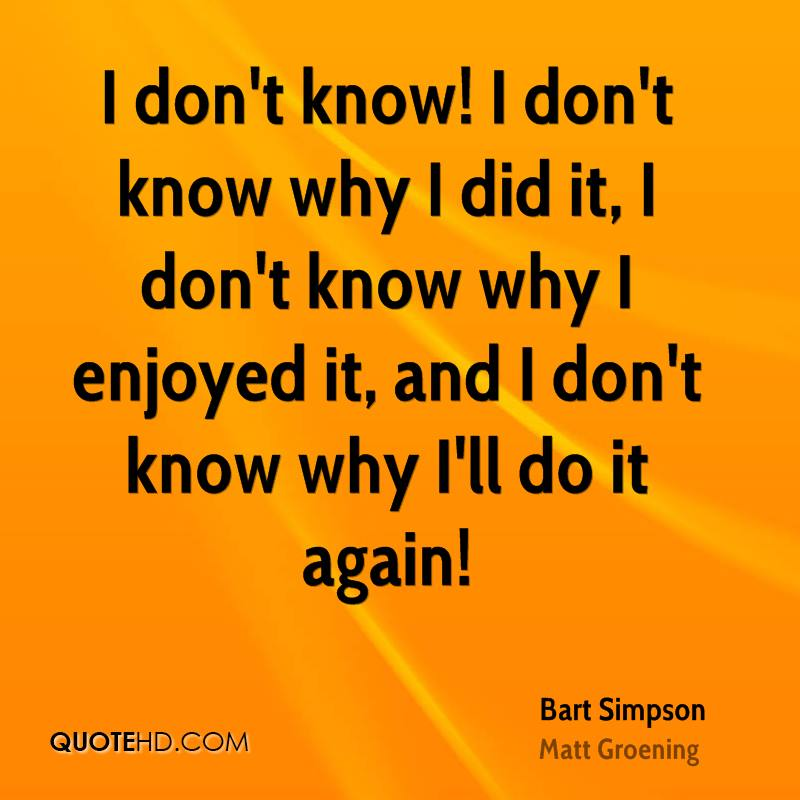 I don't know! I don't
know why I did it, I
don't know why I
enjoyed it, and I don't
know why I'll do it
again!
Bart Simpson
Matt Groening
QUOTEHD.COM